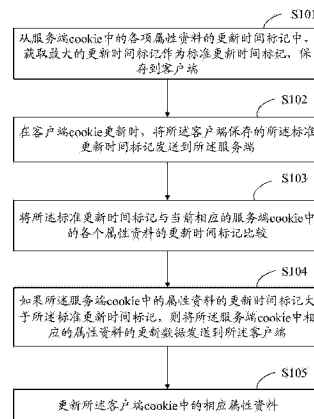 S101
从服务端cookie中的各项属性资料的更新时间标记中，
获取最大的更新时间标记作为标准更新时间标记，保
存到客户端
S102
在客户端cookie更新时、将所述客户端保存的所述标准
更新时间标记发送到所述服务端
S103
将所述标准更新时间标记与当前相应的服务端cookie中
的各个属性资料的更新时间标记比较
S104
如果所述服务端cookie中的属性资料的更新时间标记大
于所述标准更新时间标记，则将所述服务端cookie中相
应的属性资料的更新数据发送到所述客户端
S105
更新所述客户端cookie中的相应属性资料